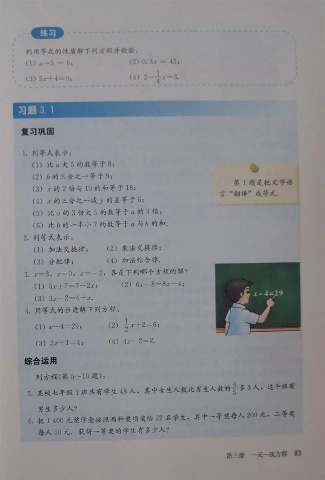 练习
利用等式的性质解下列方程并检验：
(1) x－5＝6； (2) 0.3x＝45；
(3) 5x＋4＝0； (4) 2－1/4x＝3.
习题 3.1
复习巩固
1. 列等式表示：
(1) 比 a 大 5 的数等于 8；
(2) b 的三分之一等于 9；
(3) x 的 2 倍与 10 的和等于 18；
(4) x 的三分之一减 y 的差等于 6；
(5) 比 a 的 3 倍大 5 的数等于 a 的 4 倍；
(6) 比 b 的一半小 7 的数等于 a 与 b 的和.
第 1 题是把文字语
言“翻译”成等式.
2. 列等式表示：
(1) 加法交换律； (2) 乘法交换律；
(3) 分配律； (4) 加法结合律.
3. x＝3，x＝0，x＝－2，各是下列哪个方程的解？
(1) 5x＋7＝7－2x； (2) 6x－8＝8x－4；
(3) 3x－2＝4＋x.
4. 用等式的性质解下列方程：
(1) x－4＝29； (2) 1/2x＋2＝6；
(3) 3x＋1＝4； (4) 4x－2＝2.
x－4＝29
综合运用
列方程(第 5～10 题)：
5. 某校七年级 1 班共有学生 48 人，其中女生人数比男生人数的 4/5 多 3 人，这个班有
男生多少人？
6. 把 1 400 元奖学金按照两种奖项奖给 22 名学生，其中一等奖每人 200 元，二等奖
每人 50 元. 获得一等奖的学生有多少人？
第三章 一元一次方程 83